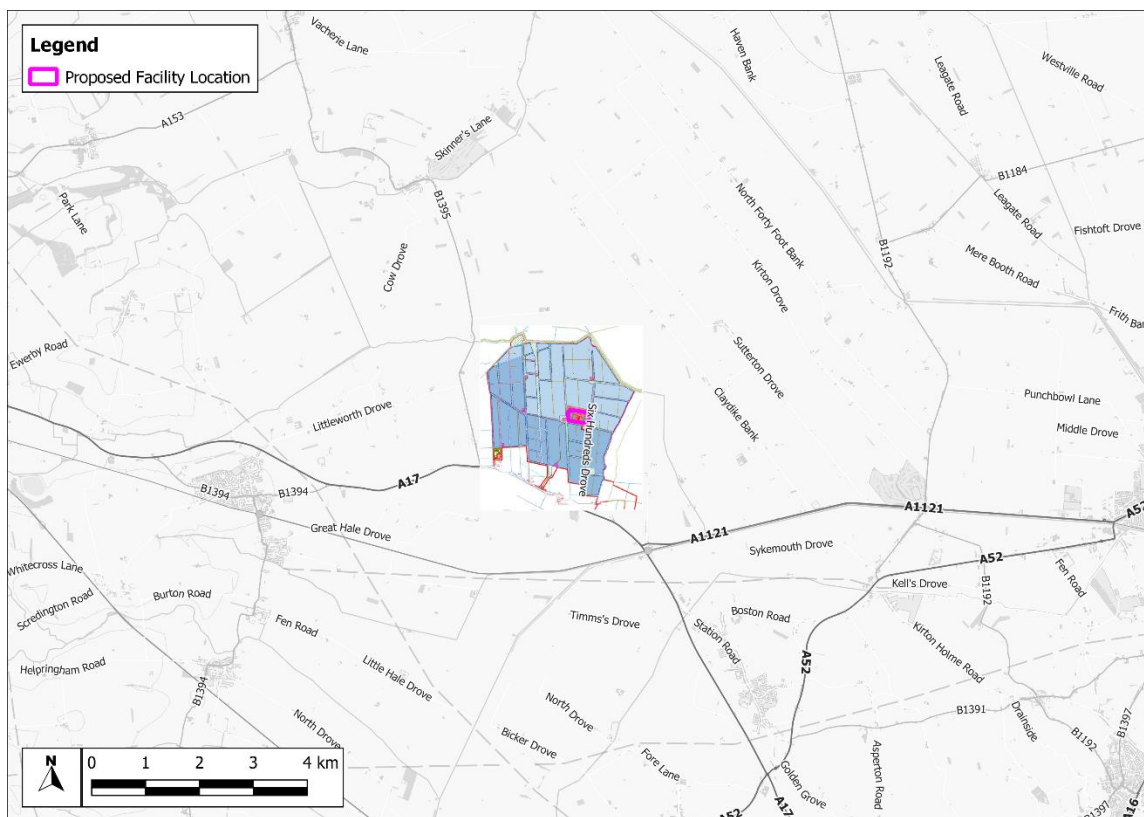 Legend
Proposed Facility Location
Vacherie Lane
A153
Skinner's Lane
Park Lane
B1395
Cow Drove
Haven Bank
Leagate Road
Westville Road
B1184
Leagate Road
Fishtoft Drove
North Forty Foot Bank
Kirton Drove
B1192
Mere Booth Road
Frith Ban
Ewerby Road
Littleworth Drove
Sutterton Drove
Claydike Bank
Punchbowl Lane
Middle Drove
Six Hundreds Drove
B1394
B1394
A17
Great Hale Drove
A1121
A1121
A52
Sykemouth Drove
A52
Whitecross Lane
Scredington Road
Burton Road
Fen Road
Helpringham Road
B1394
Little Hale Drove
North Drove
Timms's Drove
Station Road
Boston Road
Kell's Drove
B1192
Fen Road
Kirton Holme Road
A52
North Drove
Bicker Drove
Fore Lane
B1391
Drainside
B1192
B1397
Golden Grove
Asperton Road
A52
A17
B1397
A16
N
0 1 2 3 4 km